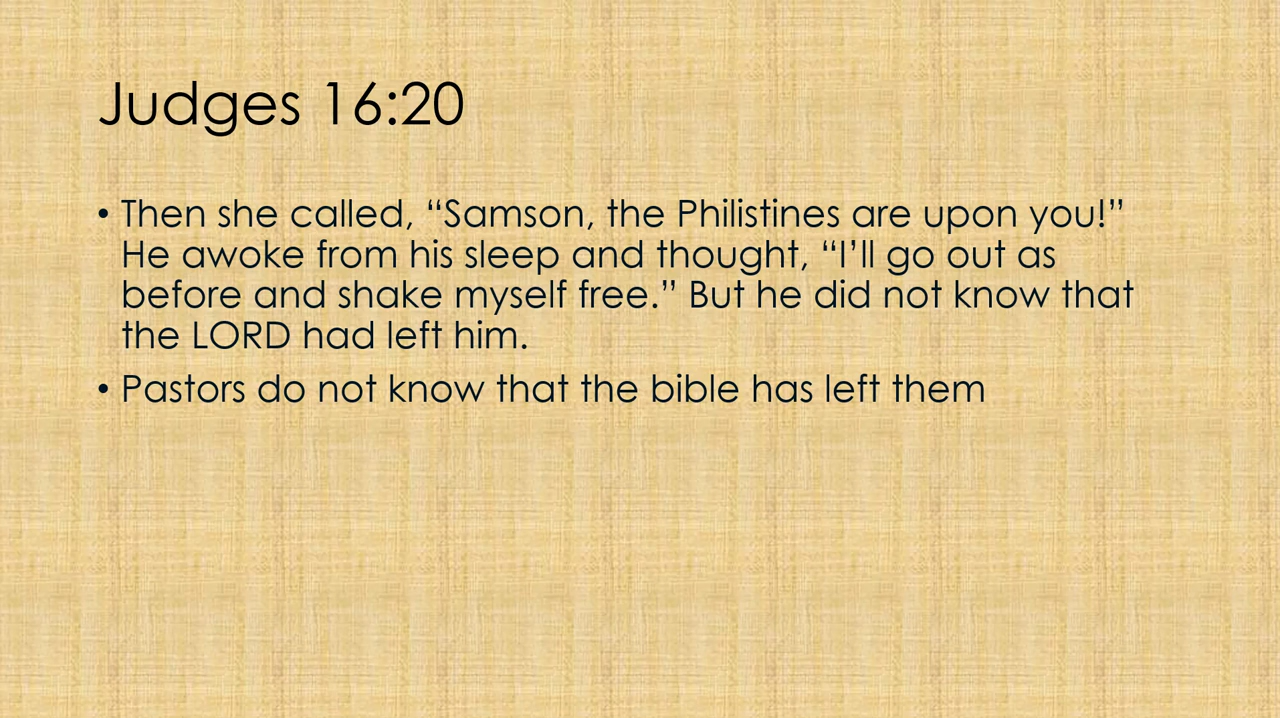 Judges 16:20
• Then she called, “Samson, the Philistines are upon you!”
He awoke from his sleep and thought, “I’ll go out as
before and shake myself free.” But he did not know that
the LORD had left him.
• Pastors do not know that the bible has left them